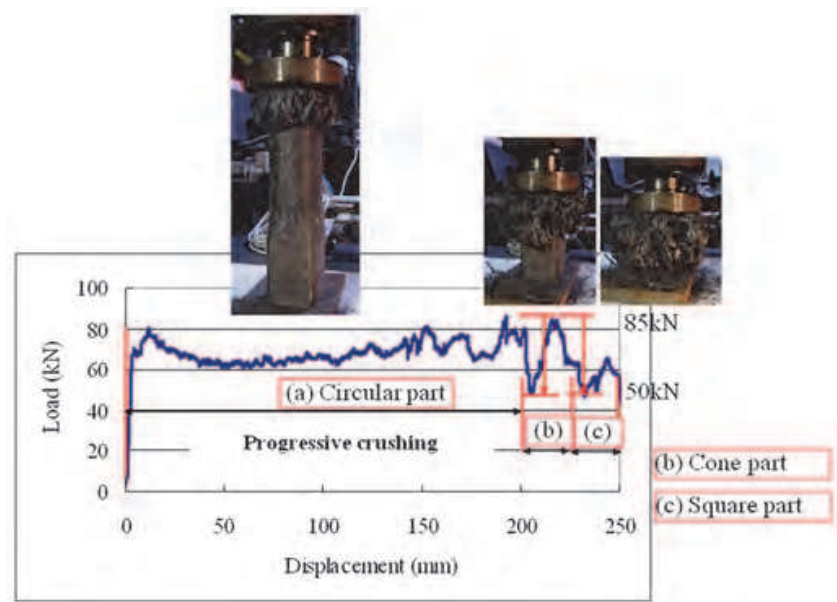 100
80
60
40
20
0
Load (kN)
85kN
50kN
(a) Circular part
Progressive crushing
(b)
(c)
(b) Cone part
(c) Square part
0 50 100 150 200 250
Displacement (mm)